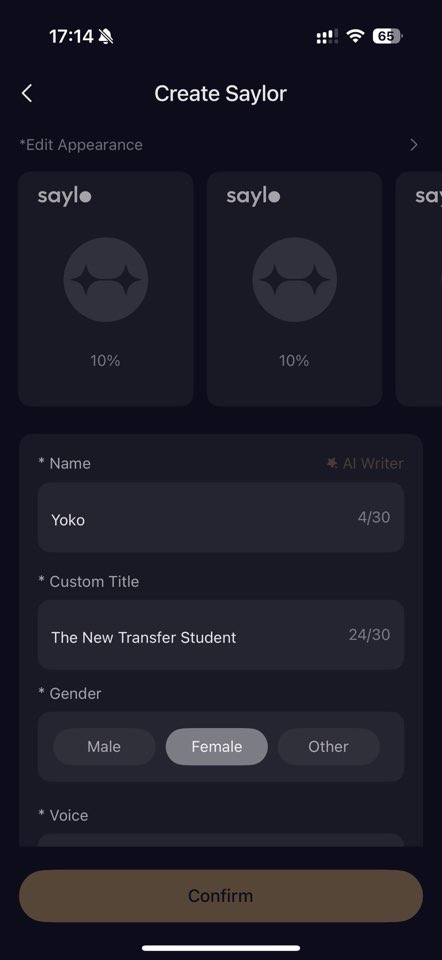 17:14
65
Create Saylor
*Edit Appearance
saylo
saylo
10%
10%
* Name
AI Writer
Yoko
4/30
* Custom Title
The New Transfer Student
24/30
* Gender
Male
Female
Other
* Voice
Confirm